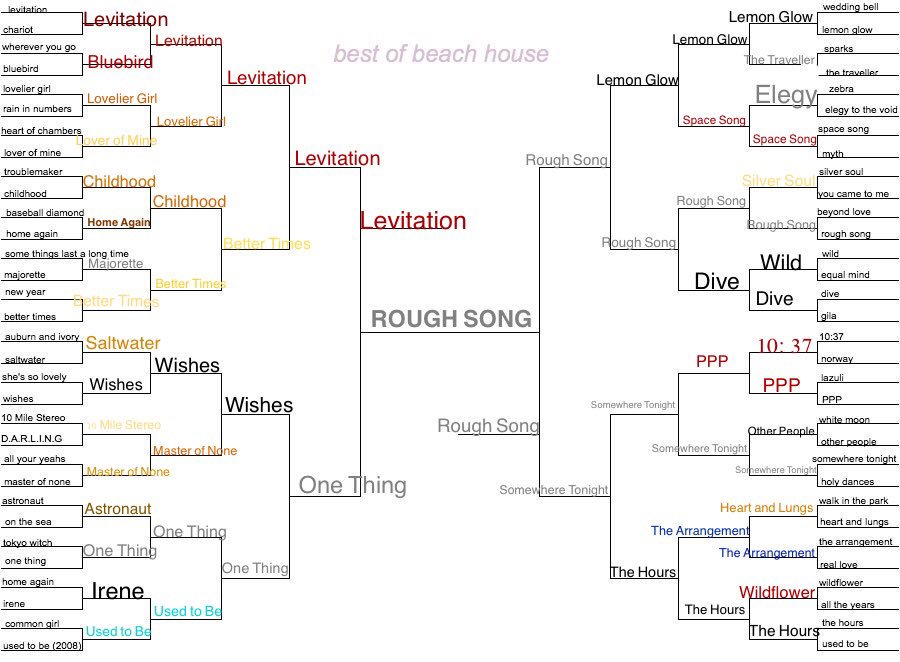 best of beach house
levitation
chariot
wherever you go
bluebird
lovelier girl
rain in numbers
heart of chambers
lover of mine
troublemaker
childhood
baseball diamond
home again
some things last a long time
majorette
new year
better times
auburn and ivory
saltwater
she's so lovely
wishes
10 Mile Stereo
D.A.R.L.I.N.G
all your yeahs
master of none
astronaut
on the sea
tokyo witch
one thing
home again
irene
common girl
used to be (2008)
Levitation
Bluebird
Lovelier Girl
Lover of Mine
Childhood
Home Again
Majorette
Better Times
Saltwater
Wishes
10 Mile Stereo
Master of None
Astronaut
One Thing
Irene
Used to Be
Levitation
Lovelier Girl
Childhood
Better Times
Wishes
Master of None
One Thing
Used to Be
Levitation
Better Times
Wishes
One Thing
Levitation
One Thing
Levitation
ROUGH SONG
Rough Song
Rough Song
Somewhere Tonight
Lemon Glow
Rough Song
Somewhere Tonight
The Hours
Lemon Glow
Space Song
Rough Song
Dive
PPP
Somewhere Tonight
The Arrangement
The Hours
Lemon Glow
The Traveller
Elegy
Space Song
Silver Soul
Rough Song
Wild
Dive
10: 37
PPP
Other People
Somewhere Tonight
Heart and Lungs
The Arrangement
Wildflower
The Hours
wedding bell
lemon glow
sparks
the traveller
zebra
elegy to the void
space song
myth
silver soul
you came to me
beyond love
rough song
wild
equal mind
dive
gila
10:37
norway
lazuli
PPP
white moon
other people
somewhere tonight
holy dances
walk in the park
heart and lungs
the arrangement
real love
wildflower
all the years
the hours
used to be